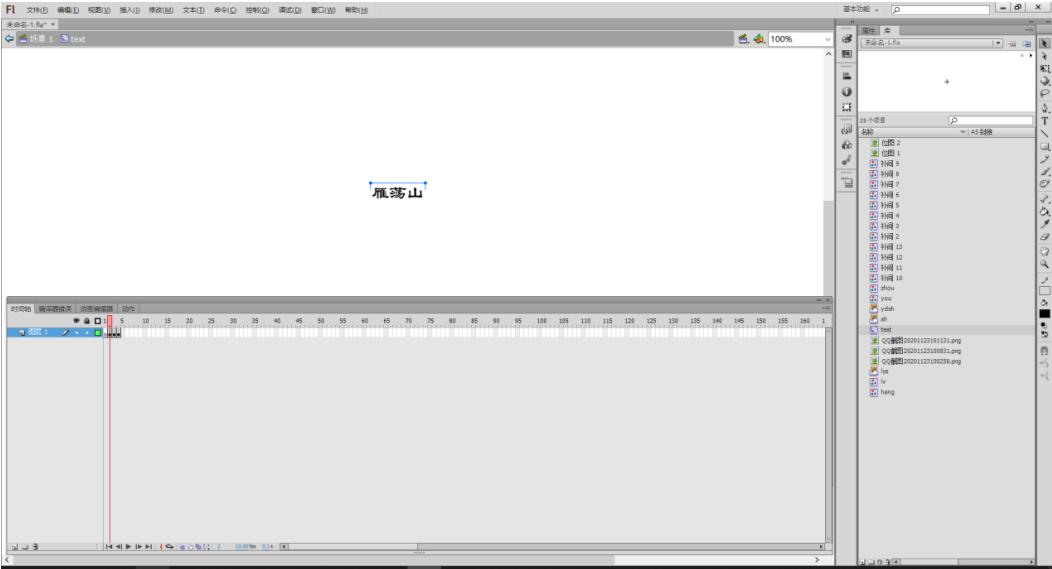 Fl 文件(F) 编辑(E) 视图(V) 插入(I) 修改(M) 文本(T) 命令(C) 控制(O) 调试(D) 窗口(W) 帮助(H) 基本功能
未命名-1.fla* ×
场景 1 text 100%
属性 库
未命名-1.fla
雁荡山
28 个项目
名称 AS 链接
位图 2
位图 1
补间 9
补间 8
补间 7
补间 6
补间 5
补间 4
补间 3
补间 2
补间 13
补间 12
补间 11
补间 10
zhou
you
ydsh
xh
text
QQ截图20201123101131.png
QQ截图20201123100831.png
QQ截图20201123100258.png
lys
lv
hang
时间轴 编译器错误 动画编辑器 动作
1 5 10 15 20 25 30 35 40 45 50 55 60 65 70 75 80 85 90 95 100 105 110 115 120 125 130 135 140 145 150 155 160 1
图层 1
2 10.00 fps 0.1 s